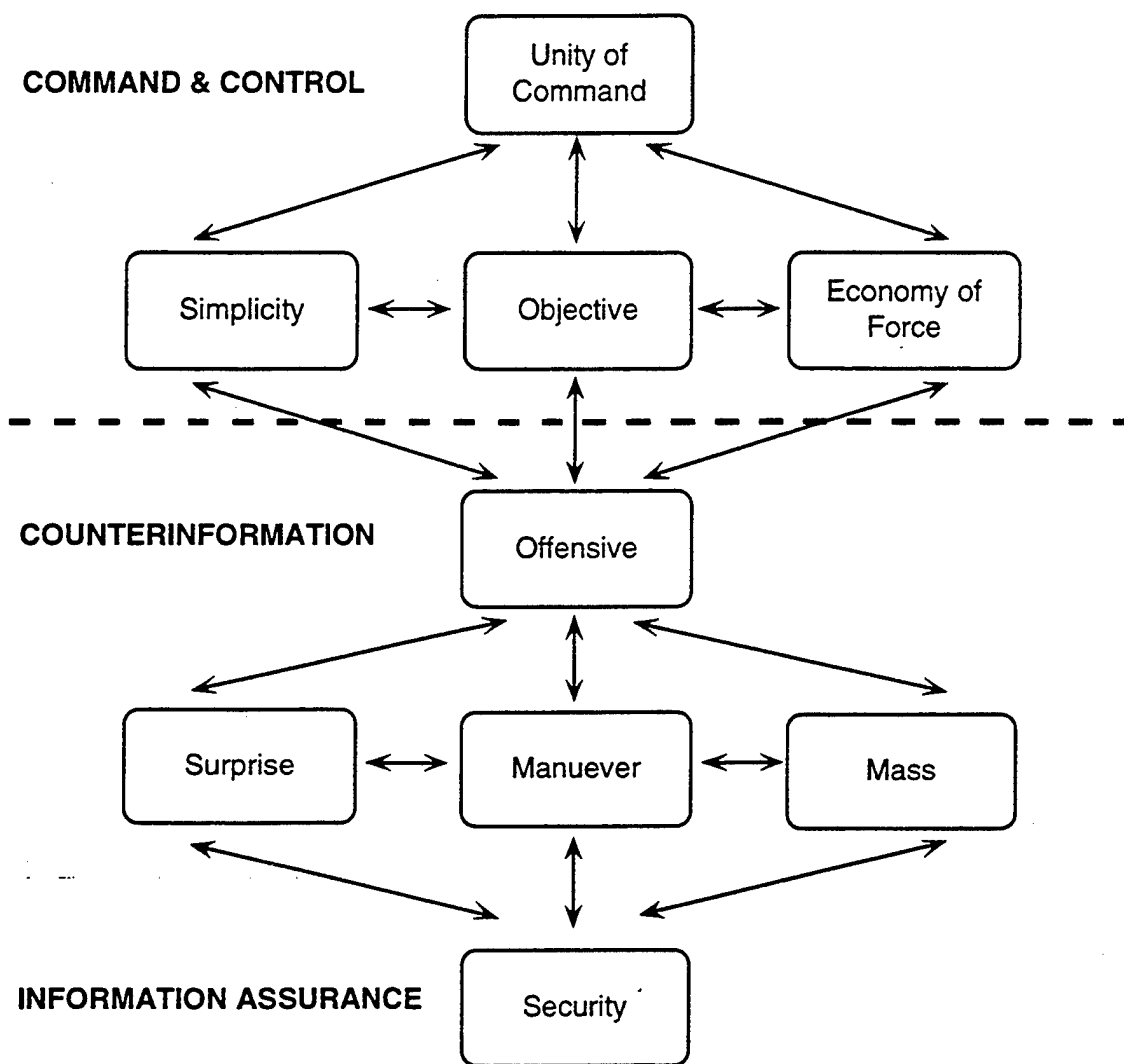 COMMAND & CONTROL
Unity of
Command
Simplicity
Objective
Economy of
Force
COUNTERINFORMATION
Offensive
Surprise
Manuever
Mass
INFORMATION ASSURANCE
Security